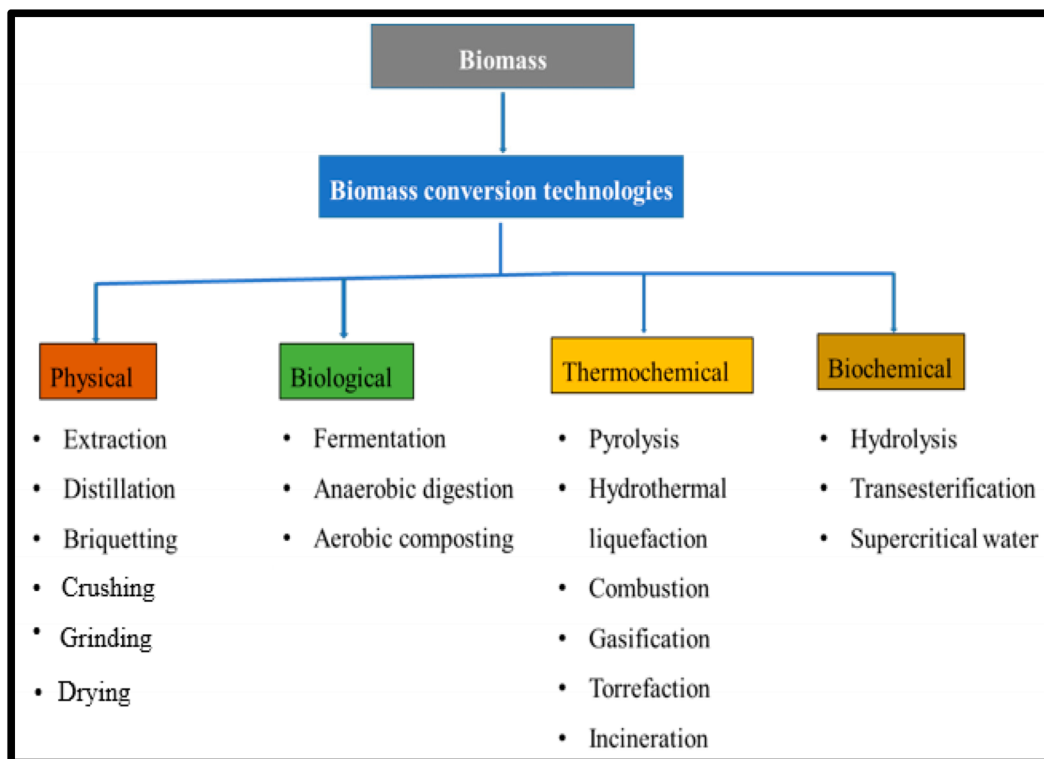 Biomass
Biomass conversion technologies
Physical
• Extraction
• Distillation
• Briquetting
• Crushing
• Grinding
• Drying
Biological
• Fermentation
• Anaerobic digestion
• Aerobic composting
Thermochemical
• Pyrolysis
• Hydrothermal
liquefaction
• Combustion
• Gasification
• Torrefaction
• Incineration
Biochemical
• Hydrolysis
• Transesterification
• Supercritical water